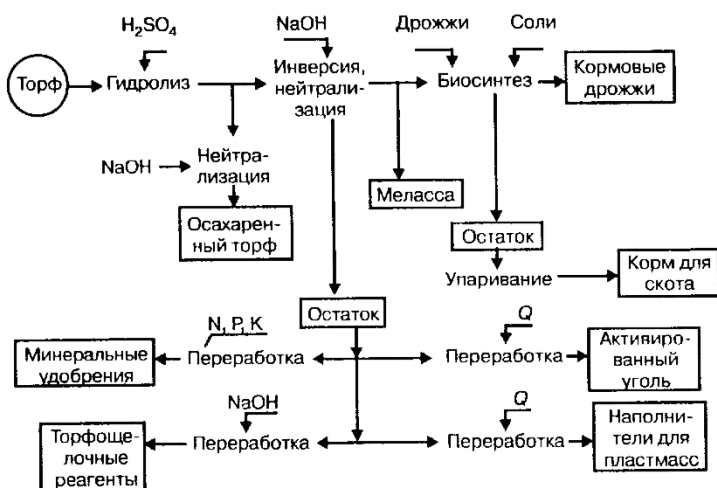 H₂SO₄
NaOH
Дрожжи
Соли
Торф
Гидролиз
Инверсия,
нейтрали-
зация
Биосинтез
Кормовые
дрожжи
NaOH
Нейтра-
лизация
Меласса
Осахарен-
ный торф
Остаток
Упаривание
Корм для
скота
Остаток
N, P, K
Q
Минеральные
удобрения
Переработка
Переработка
Активиро-
ванный
уголь
NaOH
Q
Торфоще-
лочные
реагенты
Переработка
Переработка
Наполни-
тели для
пластмасс